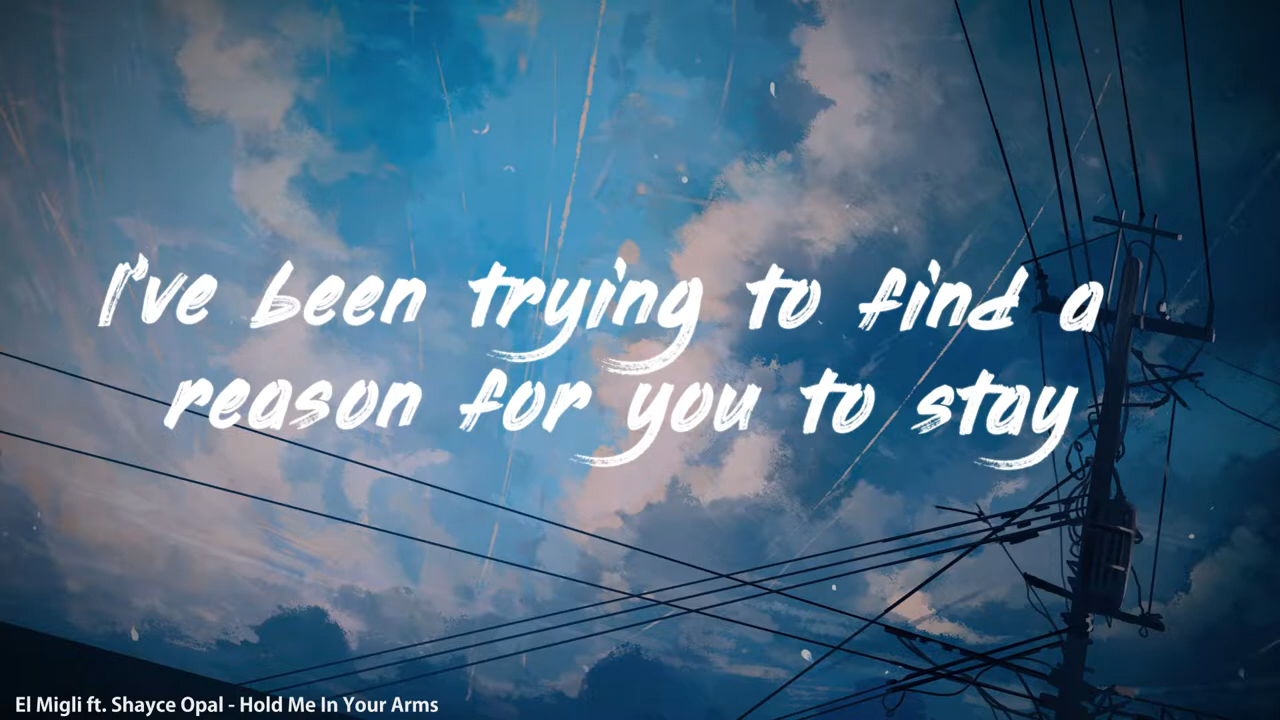 I've been trying to find a
reason for you to stay
El Migli ft. Shayce Opal - Hold Me In Your Arms